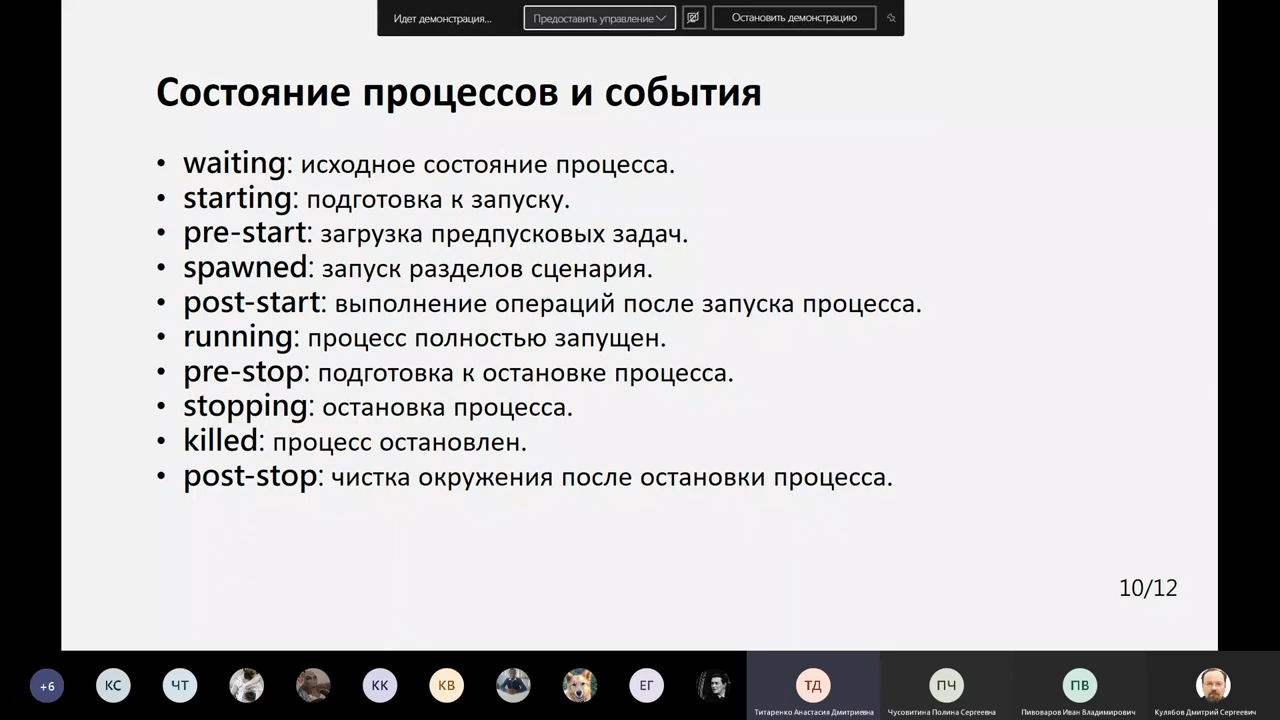 Идет демонстрация...
Предоставить управление
Остановить демонстрацию
Состояние процессов и события
• waiting: исходное состояние процесса.
• starting: подготовка к запуску.
• pre-start: загрузка предпусковых задач.
• spawned: запуск разделов сценария.
• post-start: выполнение операций после запуска процесса.
• running: процесс полностью запущен.
• pre-stop: подготовка к остановке процесса.
• stopping: остановка процесса.
• killed: процесс остановлен.
• post-stop: чистка окружения после остановки процесса.
10/12
+6
КС
ЧТ
КК
КВ
ЕГ
ТД
ПЧ
ПВ
Титаренко Анастасия Дмитриевна
Чусовитина Полина Сергеевна
Пивоваров Иван Владимирович
Кулябов Дмитрий Сергеевич